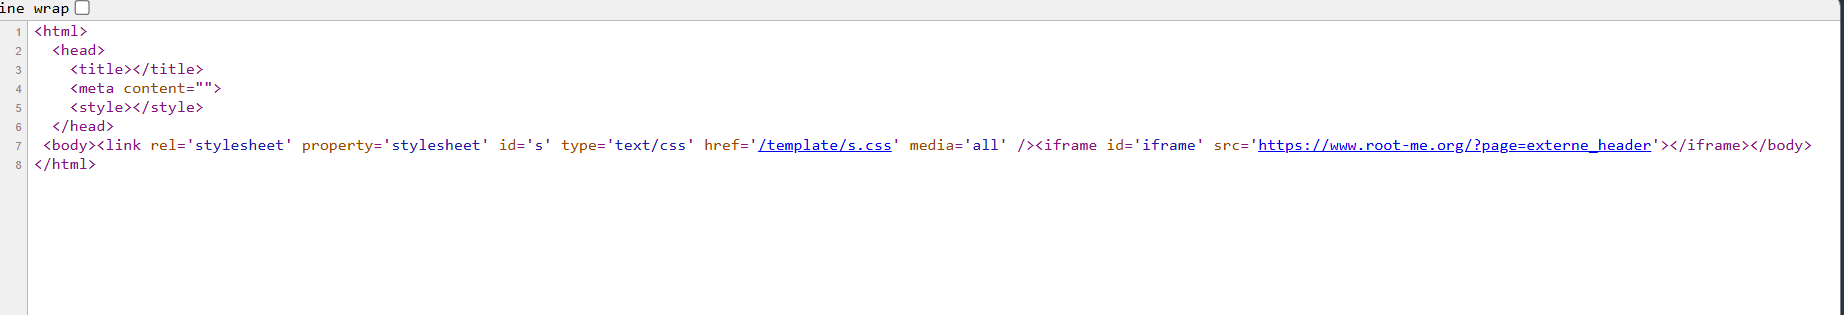 ine wrap
1 <html>
2 <head>
3 <title></title>
4 <meta content="">
5 <style></style>
6 </head>
7 <body><link rel='stylesheet' property='stylesheet' id='s' type='text/css' href='/template/s.css' media='all' /><iframe id='iframe' src='https://www.root-me.org/?page=externe_header'></iframe></body>
8 </html>